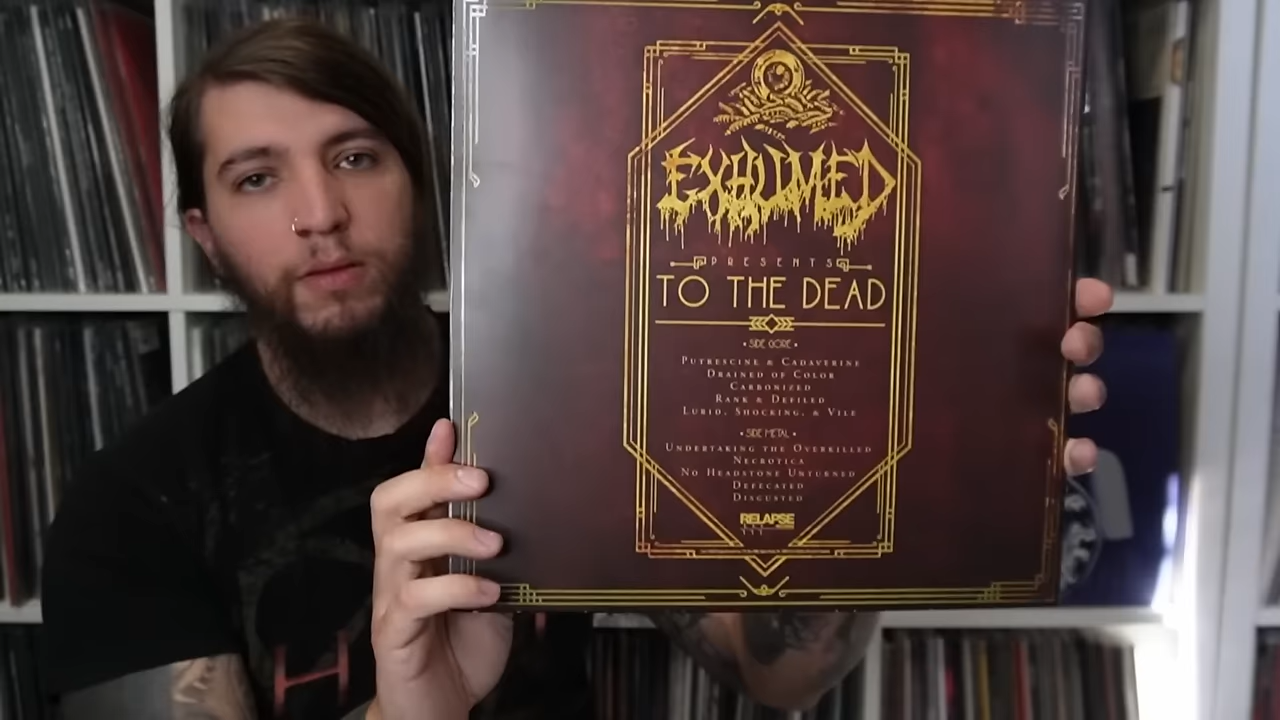 EXHUMED
PRESENTS
TO THE DEAD
• SIDE GORE •
PUTRESCINE & CADAVERINE
DRAINED OF COLOR
CARBONIZED
RANK & DEFILED
LURID, SHOCKING, & VILE
• SIDE METAL •
UNDERTAKING THE OVERKILLED
NECROTICA
NO HEADSTONE UNTURNED
DEFECATED
DISGUSTED
RELAPSE
H